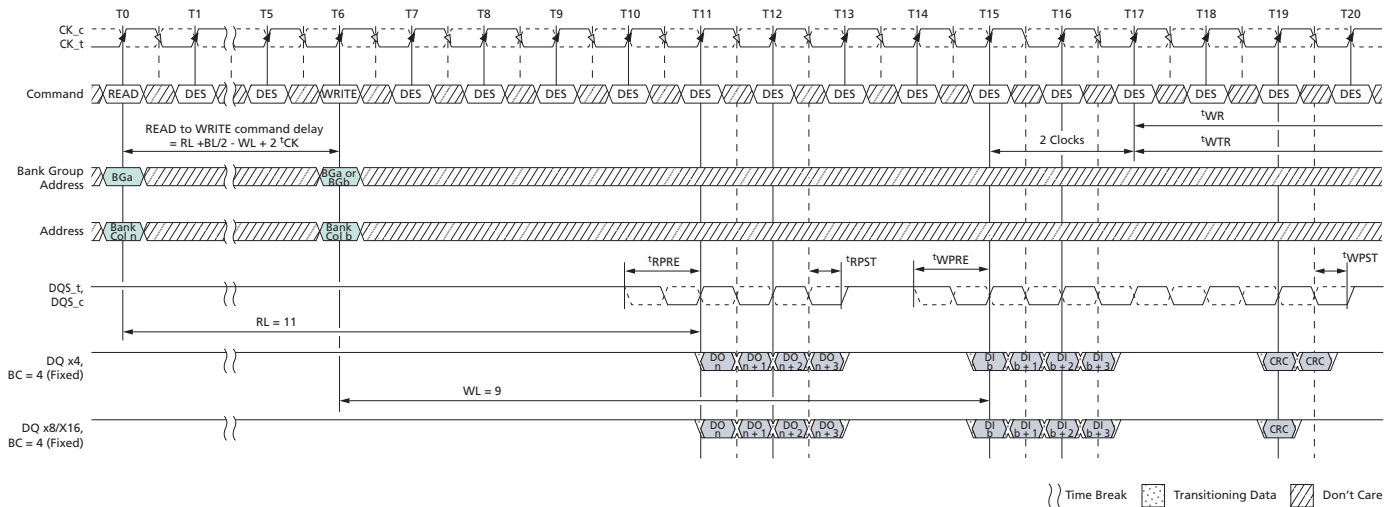 T0 T1 T5 T6 T7 T8 T9 T10 T11 T12 T13 T14 T15 T16 T17 T18 T19 T20
CK_c
CK_t
Command READ DES DES WRITE DES DES DES DES DES DES DES DES DES DES DES DES DES DES
tWR
READ to WRITE command delay
= RL +BL/2 - WL + 2 tCK
2 Clocks
tWTR
Bank Group
Address
BGa
BGa or
BGb
Address
Bank
Col n
Bank
Col b
tRPRE tRPST tWPRE tWPST
DQS_t,
DQS_c
RL = 11
DQ x4,
BC = 4 (Fixed)
DO
n
DO
n + 1
DO
n + 2
DO
n + 3
DI
b
DI
b + 1
DI
b + 2
DI
b + 3
CRC CRC
WL = 9
DQ x8/X16,
BC = 4 (Fixed)
DO
n
DO
n + 1
DO
n + 2
DO
n + 3
DI
b
DI
b + 1
DI
b + 2
DI
b + 3
CRC
Time Break Transitioning Data Don't Care